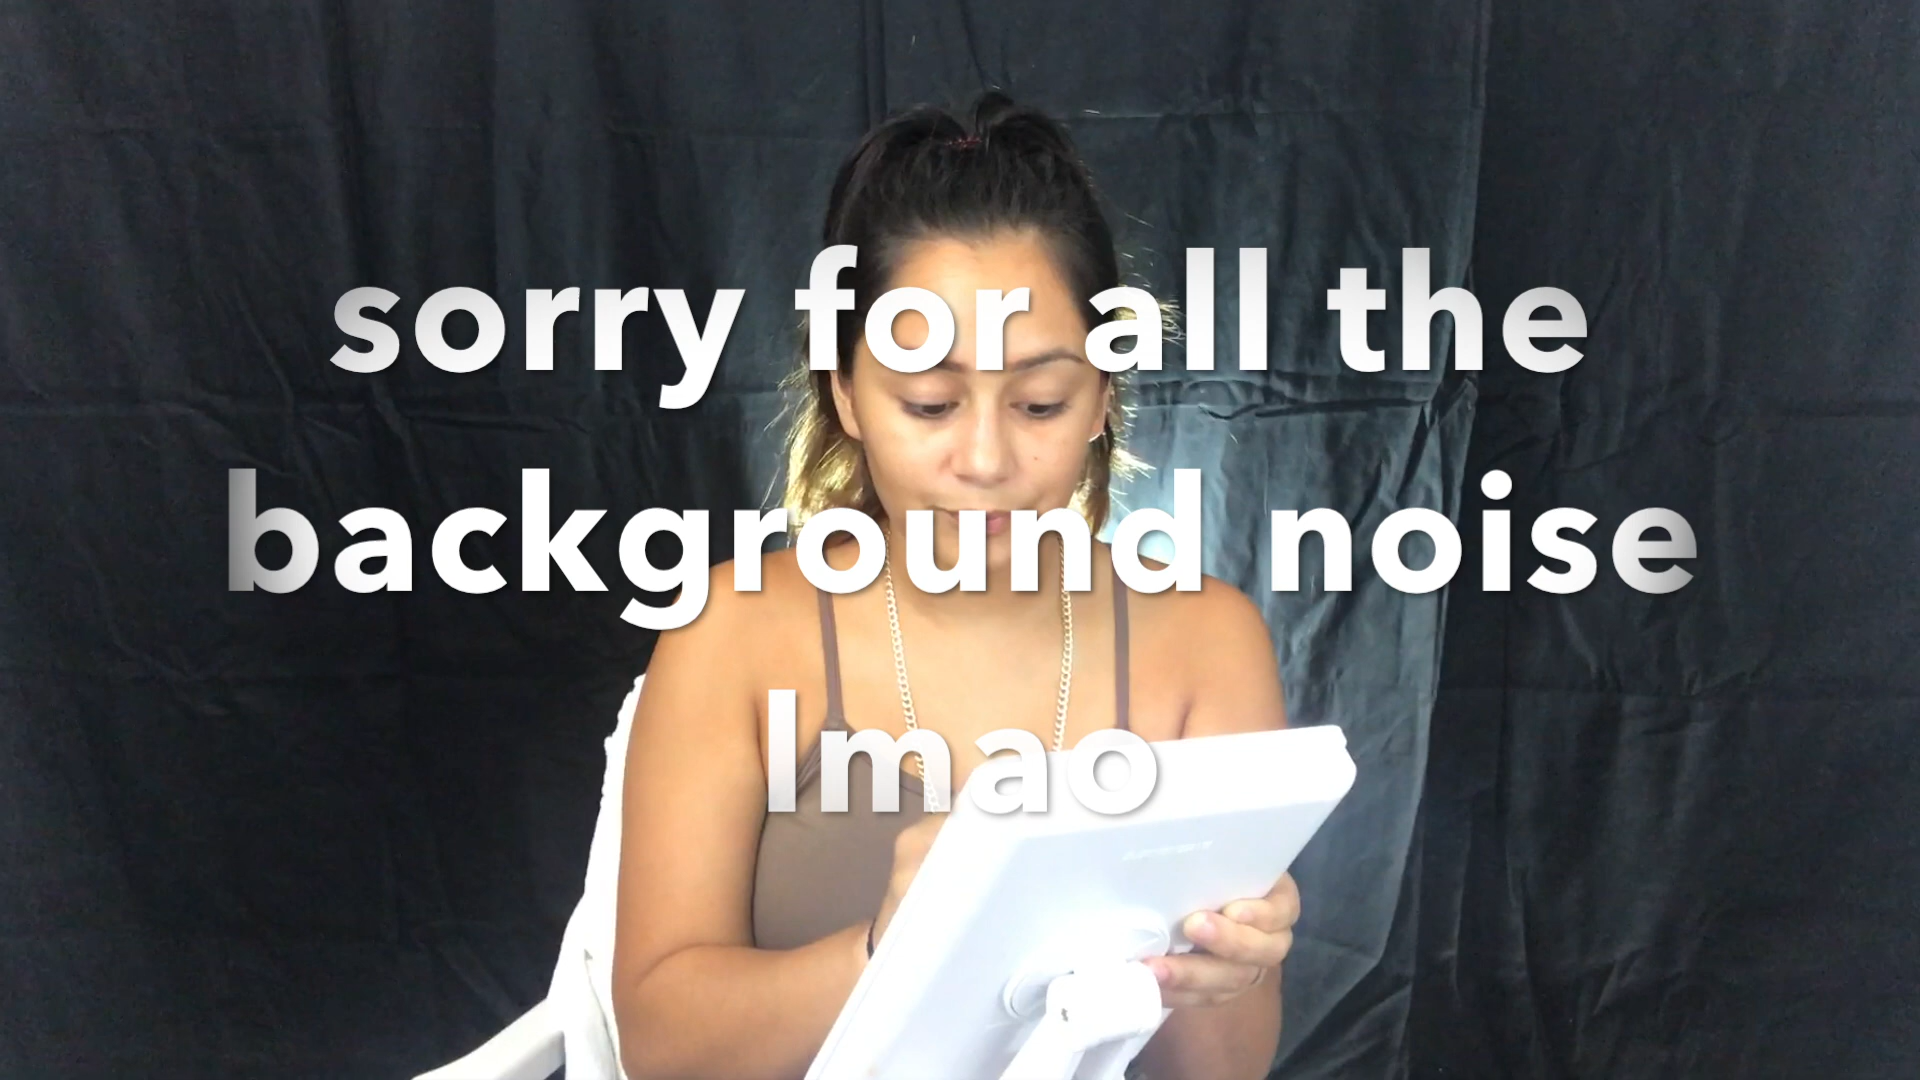 sorry for all the
background noise
lmao